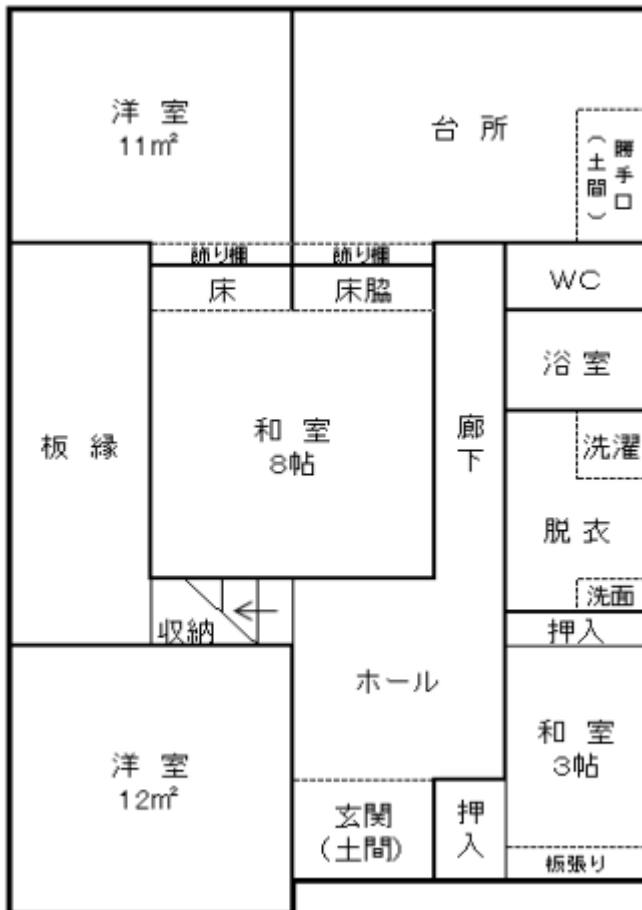 洋室
11m²
台所
勝手口
(土間)
飾り棚
飾り棚
床
床脇
WC
浴室
和室
8帖
廊下
板縁
洗濯
脱衣
洗面
収納
押入
ホール
和室
3帖
洋室
12m²
玄関
(土間)
押入
板張り